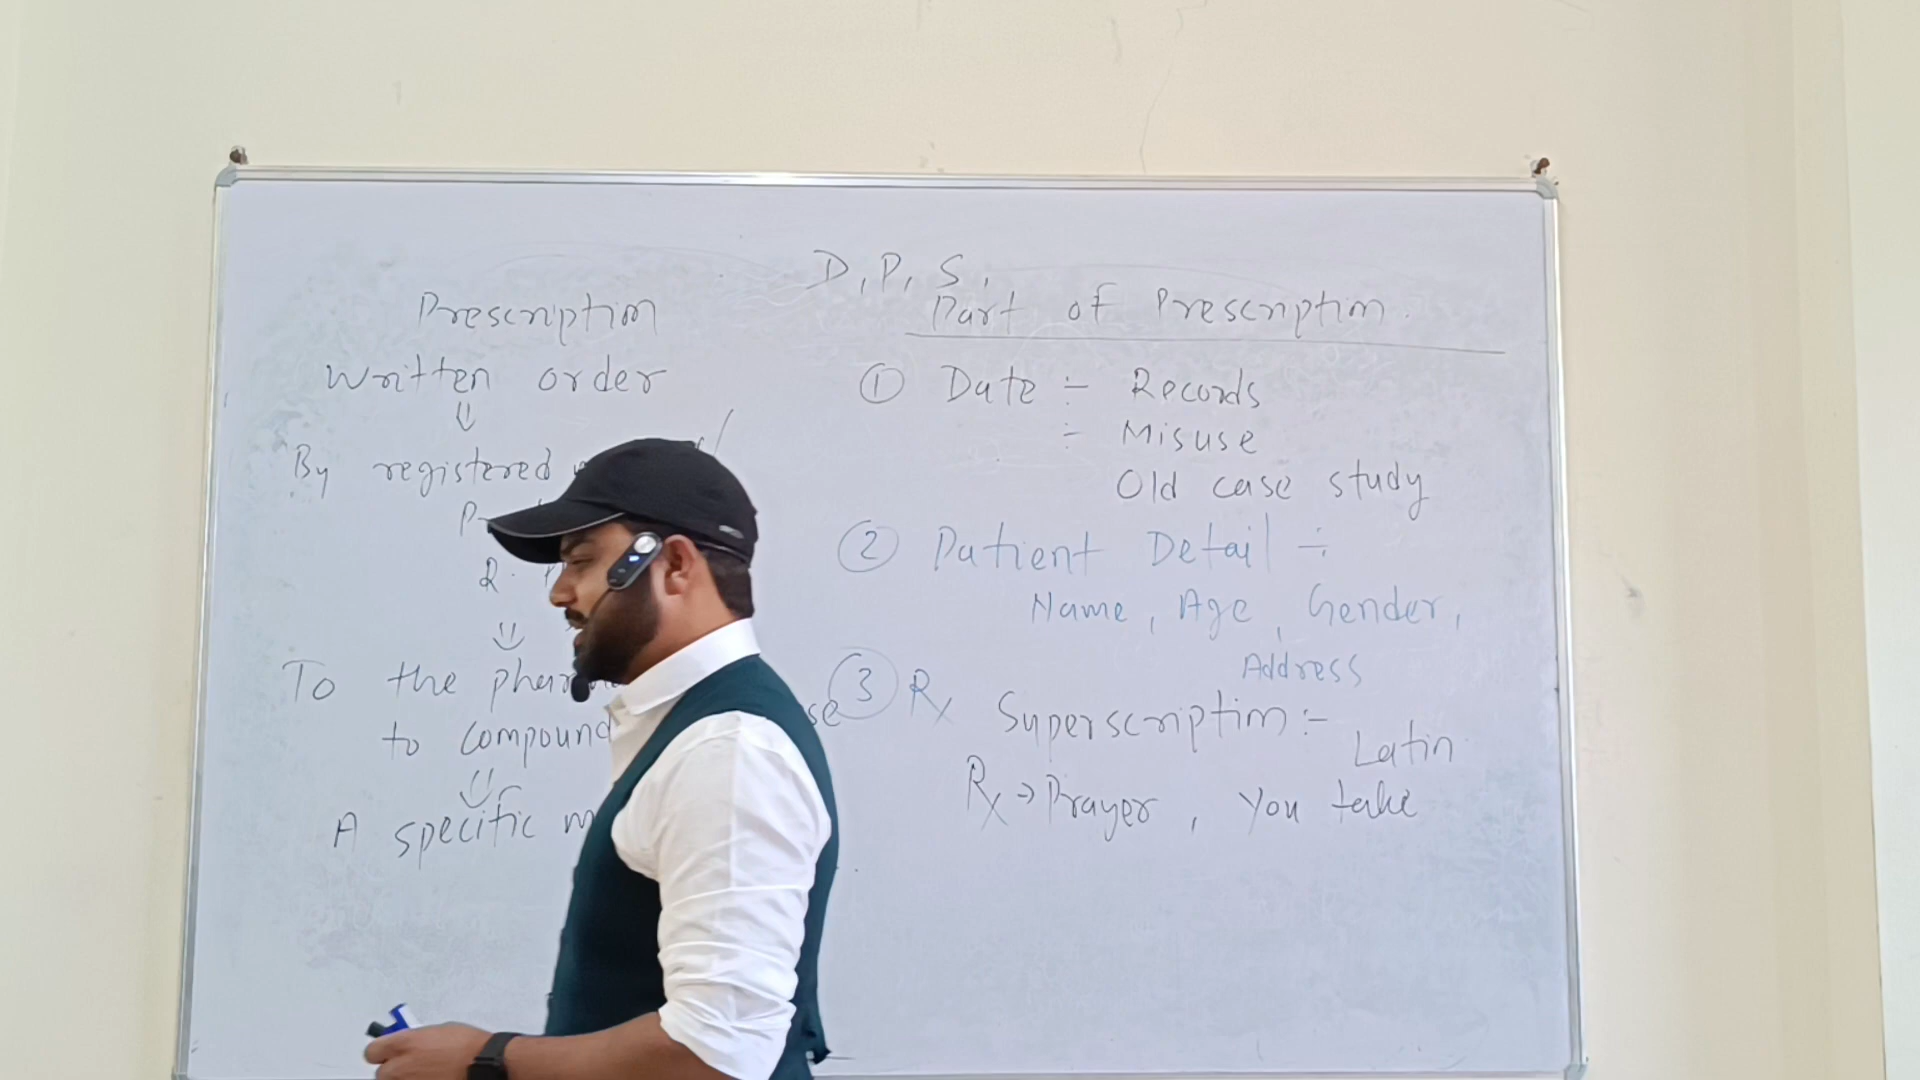 D, P, S,
Prescription
Written order
⇓
By registered
R.
⇓
To the
to compound
⇓
A specific
Part of Prescription.
① Date :- Records
:- Misuse
Old case study
② Patient Detail :-
Name, Age, Gender,
Address
③ Rx Superscription :-
Latin
Rx → Prayer, You take